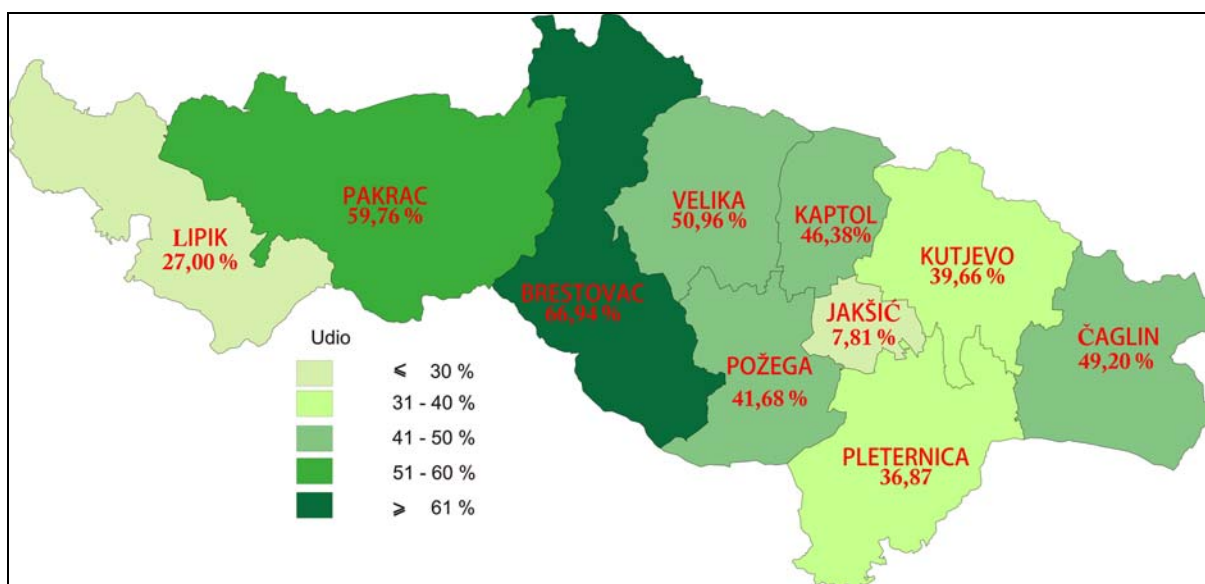 PAKRAC
59,76 %
LIPIK
27,00 %
BRESTOVAC
66,94 %
VELIKA
50,96 %
KAPTOL
46,38%
KUTJEVO
39,66 %
JAKŠIĆ
7,81 %
ČAGLIN
49,20 %
POŽEGA
41,68 %
PLETERNICA
36,87
Udio
⩽ 30 %
31 - 40 %
41 - 50 %
51 - 60 %
⩾ 61 %